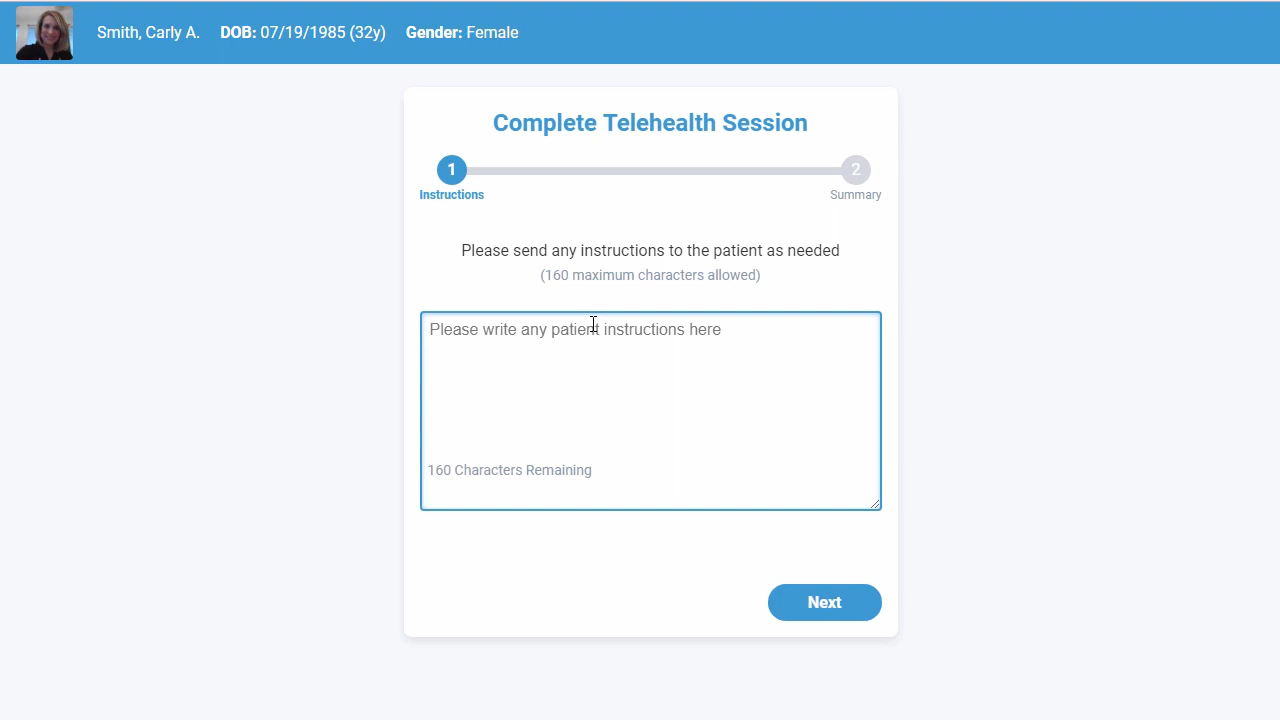 Smith, Carly A. DOB: 07/19/1985 (32y) Gender: Female
Complete Telehealth Session
1 2
Instructions Summary
Please send any instructions to the patient as needed
(160 maximum characters allowed)
Please write any patient instructions here
160 Characters Remaining
Next